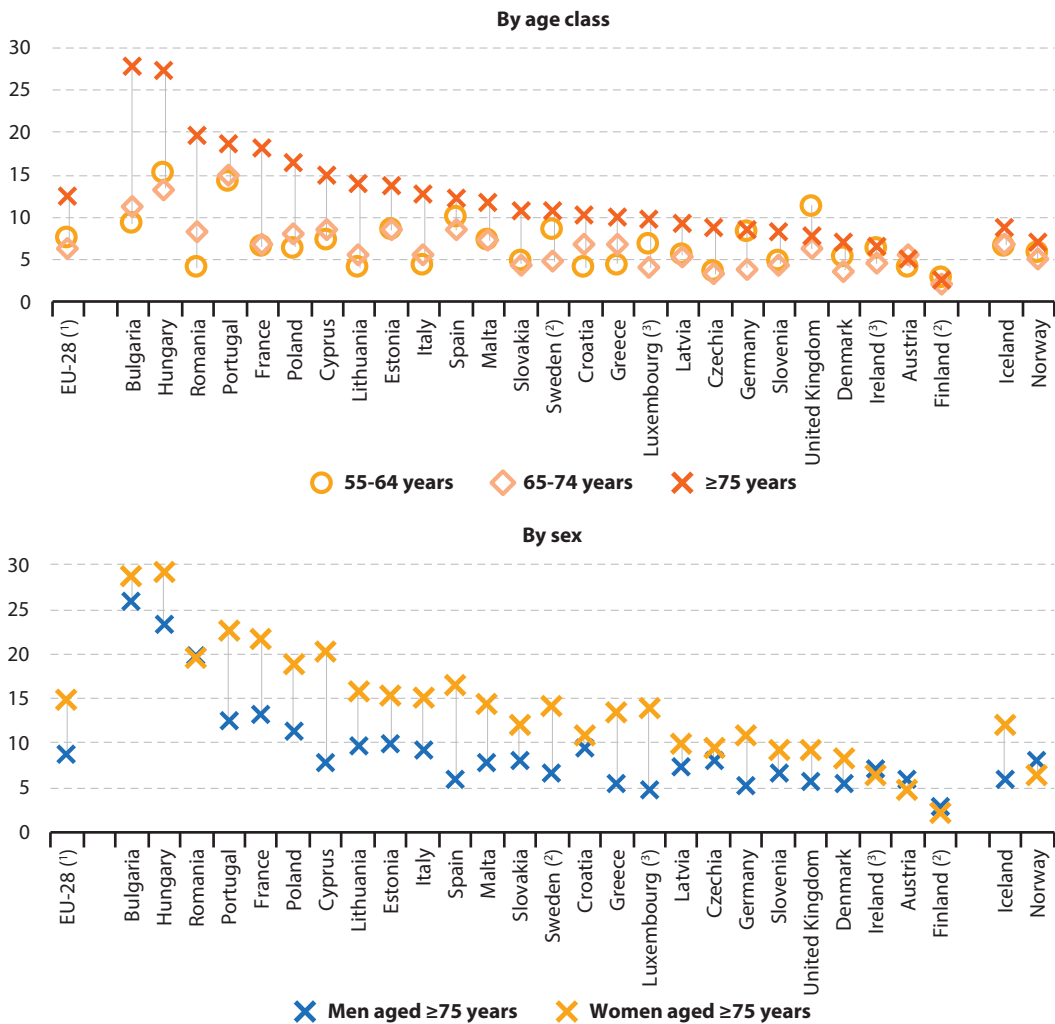 By age class
30
25
20
15
10
5
0
EU-28 (¹)
Bulgaria
Hungary
Romania
Portugal
France
Poland
Cyprus
Lithuania
Estonia
Italy
Spain
Malta
Slovakia
Sweden (²)
Croatia
Greece
Luxembourg (³)
Latvia
Czechia
Germany
Slovenia
United Kingdom
Denmark
Ireland (³)
Austria
Finland (²)
Iceland
Norway
55-64 years 65-74 years ≥75 years
By sex
30
25
20
15
10
5
0
EU-28 (¹)
Bulgaria
Hungary
Romania
Portugal
France
Poland
Cyprus
Lithuania
Estonia
Italy
Spain
Malta
Slovakia
Sweden (²)
Croatia
Greece
Luxembourg (³)
Latvia
Czechia
Germany
Slovenia
United Kingdom
Denmark
Ireland (³)
Austria
Finland (²)
Iceland
Norway
Men aged ≥75 years Women aged ≥75 years